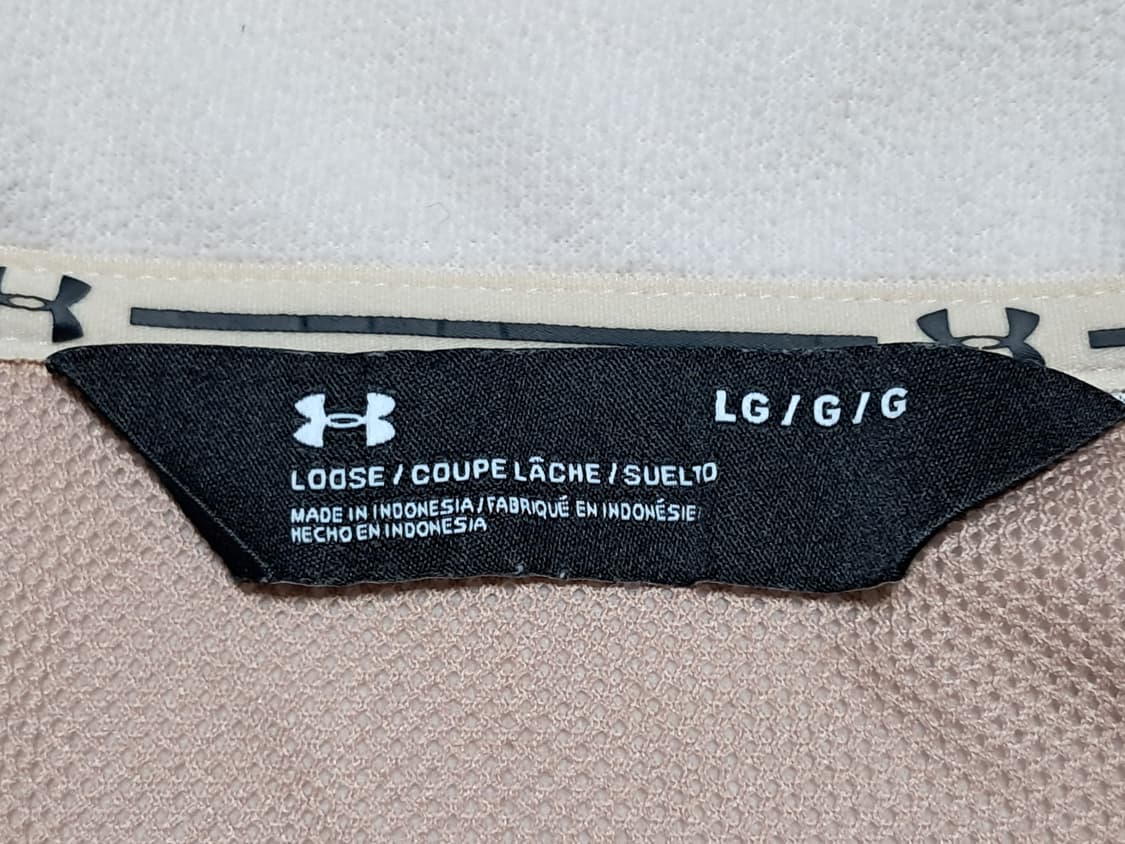 LG / G / G
LOOSE / COUPE LÂCHE / SUELTO
MADE IN INDONESIA / FABRIQUÉ EN INDONÉSIE
HECHO EN INDONESIA